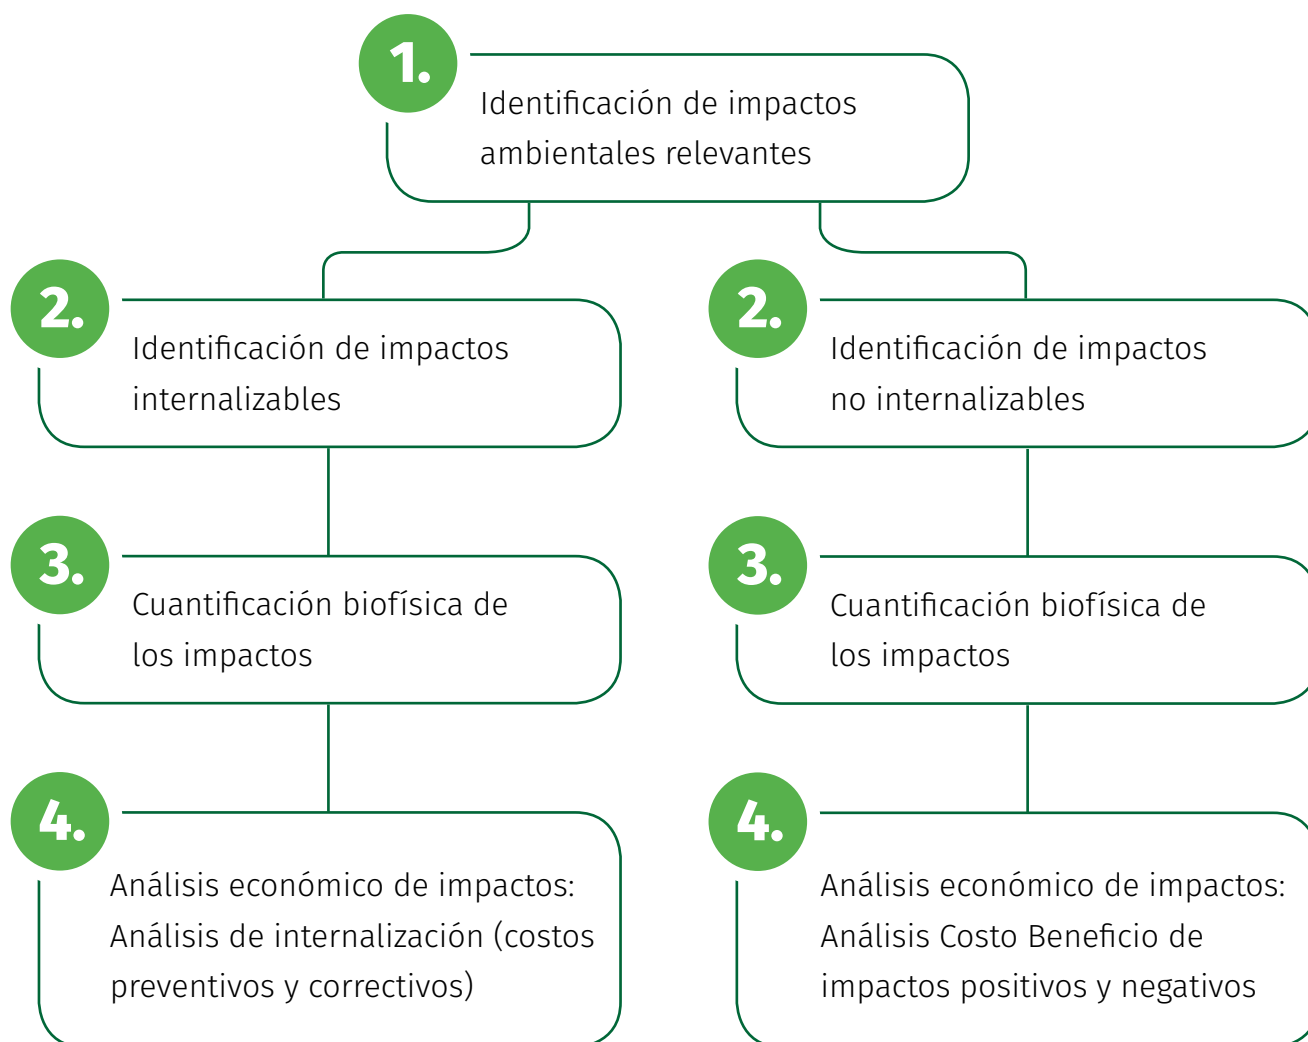 1.
Identificación de impactos
ambientales relevantes
2.
Identificación de impactos
internalizables
2.
Identificación de impactos
no internalizables
3.
Cuantificación biofísica de
los impactos
3.
Cuantificación biofísica de
los impactos
4.
Análisis económico de impactos:
Análisis de internalización (costos
preventivos y correctivos)
4.
Análisis económico de impactos:
Análisis Costo Beneficio de
impactos positivos y negativos